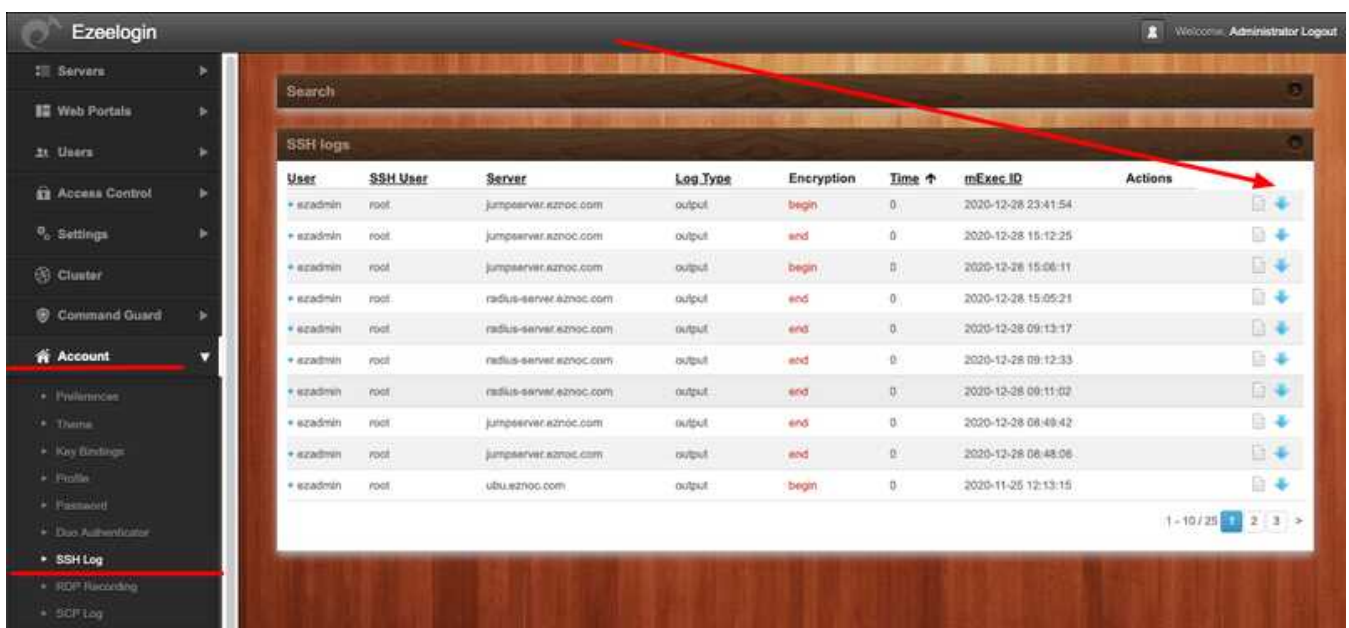 Ezeelogin
Welcome, Administrator Logout
Servers
Web Portals
Users
Access Control
Settings
Cluster
Command Guard
Account
Preferences
Theme
Key Bindings
Profile
Password
Duo Authenticator
SSH Log
RDP Recording
SCP Log
Search
SSH logs
User SSH User Server Log Type Encryption Time ↑ mExec ID Actions
ezadmin root jumpserver.eznoc.com output begin 0 2020-12-28 23:41:54
ezadmin root jumpserver.eznoc.com output end 0 2020-12-28 15:12:25
ezadmin root jumpserver.eznoc.com output begin 0 2020-12-28 15:06:11
ezadmin root radius-server.eznoc.com output end 0 2020-12-28 15:05:21
ezadmin root radius-server.eznoc.com output end 0 2020-12-28 09:13:17
ezadmin root radius-server.eznoc.com output end 0 2020-12-28 09:12:33
ezadmin root radius-server.eznoc.com output end 0 2020-12-28 09:11:02
ezadmin root jumpserver.eznoc.com output end 0 2020-12-28 08:49:42
ezadmin root jumpserver.eznoc.com output end 0 2020-12-28 08:48:06
ezadmin root ubu.eznoc.com output begin 0 2020-11-25 12:13:15
1 - 10 / 25 1 2 3 >